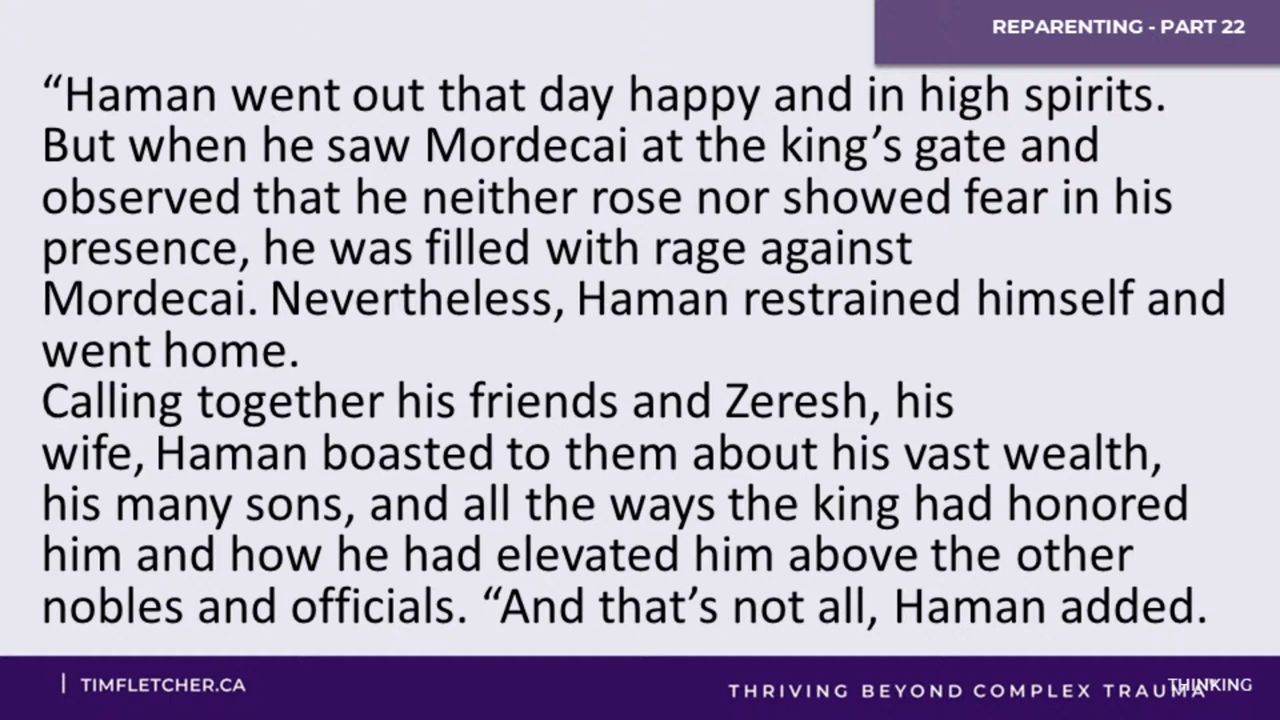 REPARENTING - PART 22
“Haman went out that day happy and in high spirits.
But when he saw Mordecai at the king’s gate and
observed that he neither rose nor showed fear in his
presence, he was filled with rage against
Mordecai. Nevertheless, Haman restrained himself and
went home.
Calling together his friends and Zeresh, his
wife, Haman boasted to them about his vast wealth,
his many sons, and all the ways the king had honored
him and how he had elevated him above the other
nobles and officials. “And that’s not all, Haman added.
| TIMFLETCHER.CA
THRIVING BEYOND COMPLEX TRAUMA
THINKING